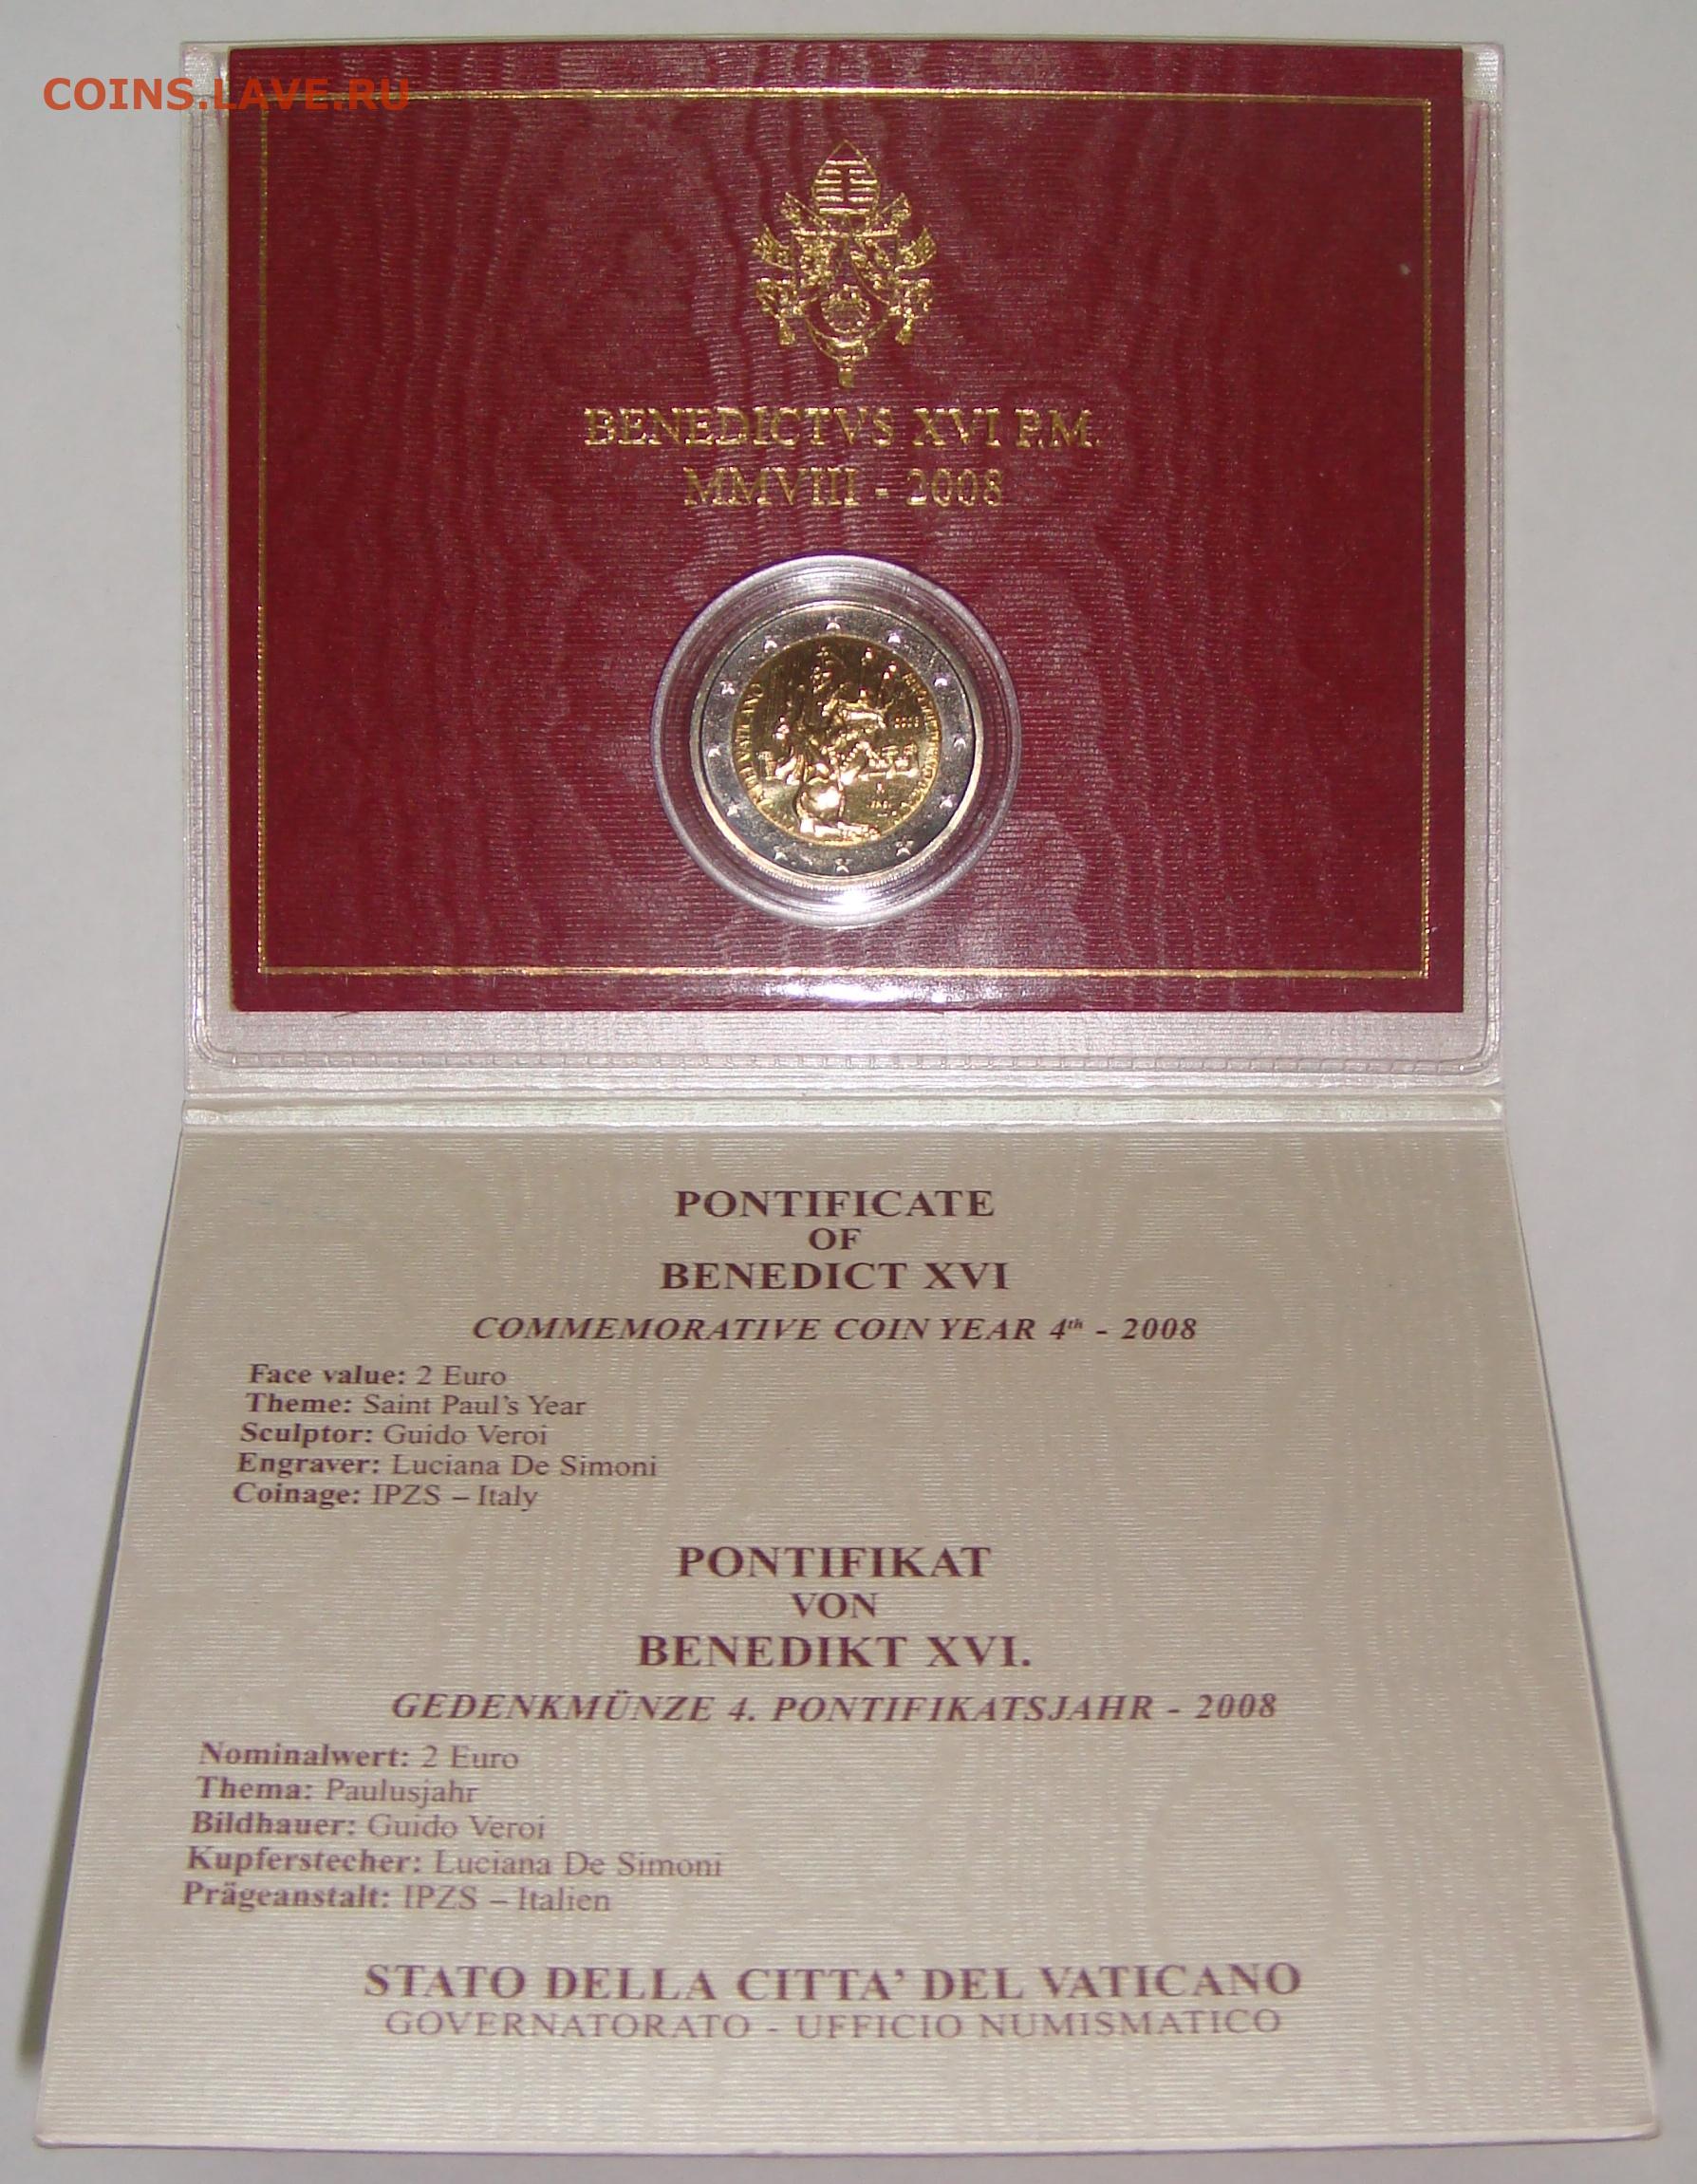 COINS.LAVE.RU
BENEDICTVS XVI P.M.
MMVIII - 2008
PONTIFICATE
OF
BENEDICT XVI
COMMEMORATIVE COIN YEAR 4th - 2008
Face value: 2 Euro
Theme: Saint Paul's Year
Sculptor: Guido Veroi
Engraver: Luciana De Simoni
Coinage: IPZS – Italy
PONTIFIKAT
VON
BENEDIKT XVI.
GEDENKMÜNZE 4. PONTIFIKATSJAHR - 2008
Nominalwert: 2 Euro
Thema: Paulusjahr
Bildhauer: Guido Veroi
Kupferstecher: Luciana De Simoni
Prägeanstalt: IPZS – Italien
STATO DELLA CITTA' DEL VATICANO
GOVERNATORATO - UFFICIO NUMISMATICO